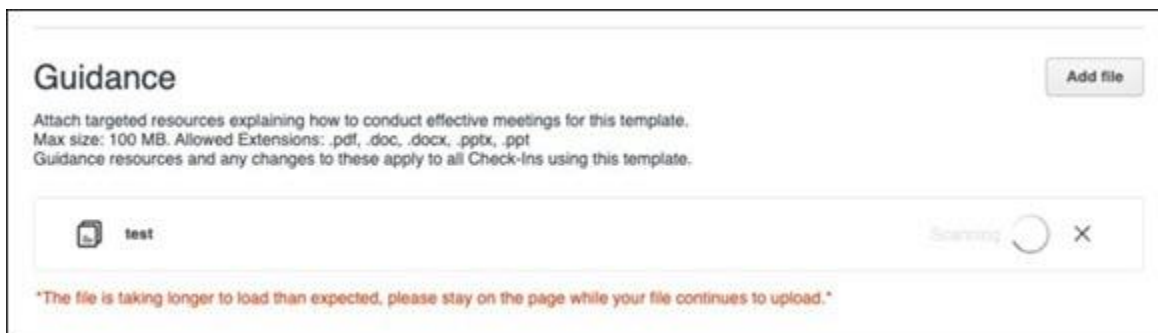 Guidance
Add file
Attach targeted resources explaining how to conduct effective meetings for this template.
Max size: 100 MB. Allowed Extensions: .pdf, .doc, .docx, .pptx, .ppt
Guidance resources and any changes to these apply to all Check-Ins using this template.
test
Scanning
"The file is taking longer to load than expected, please stay on the page while your file continues to upload."